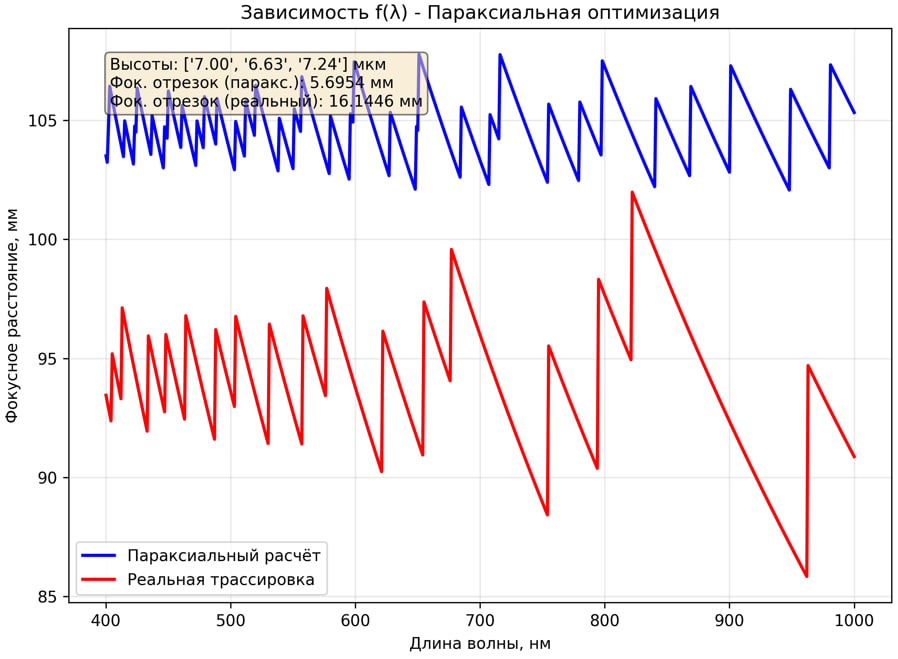 Зависимость f(λ) - Параксиальная оптимизация
Высоты: ['7.00', '6.63', '7.24'] мкм
Фок. отрезок (паракс.): 5.6954 мм
Фок. отрезок (реальный): 16.1446 мм
Фокусное расстояние, мм
105
100
95
90
85
Параксиальный расчёт
Реальная трассировка
400 500 600 700 800 900 1000
Длина волны, нм